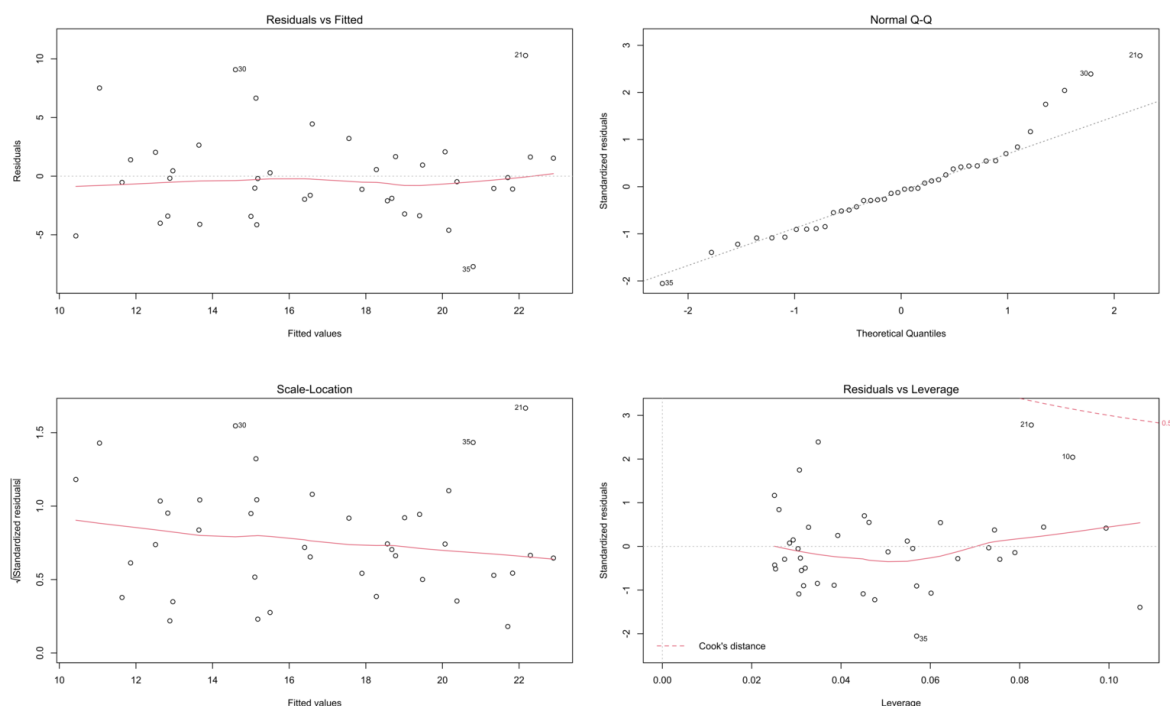 Residuals vs Fitted
Residuals
10
5
0
-5
21
30
35
10 12 14 16 18 20 22
Fitted values
Normal Q-Q
Standardized residuals
3
2
1
0
-1
-2
21
30
35
-2 -1 0 1 2
Theoretical Quantiles
Scale-Location
√|Standardized residuals|
1.5
1.0
0.5
0.0
21
30
35
10 12 14 16 18 20 22
Fitted values
Residuals vs Leverage
Standardized residuals
3
2
1
0
-1
-2
0.5
21
10
35
Cook's distance
0.00 0.02 0.04 0.06 0.08 0.10
Leverage